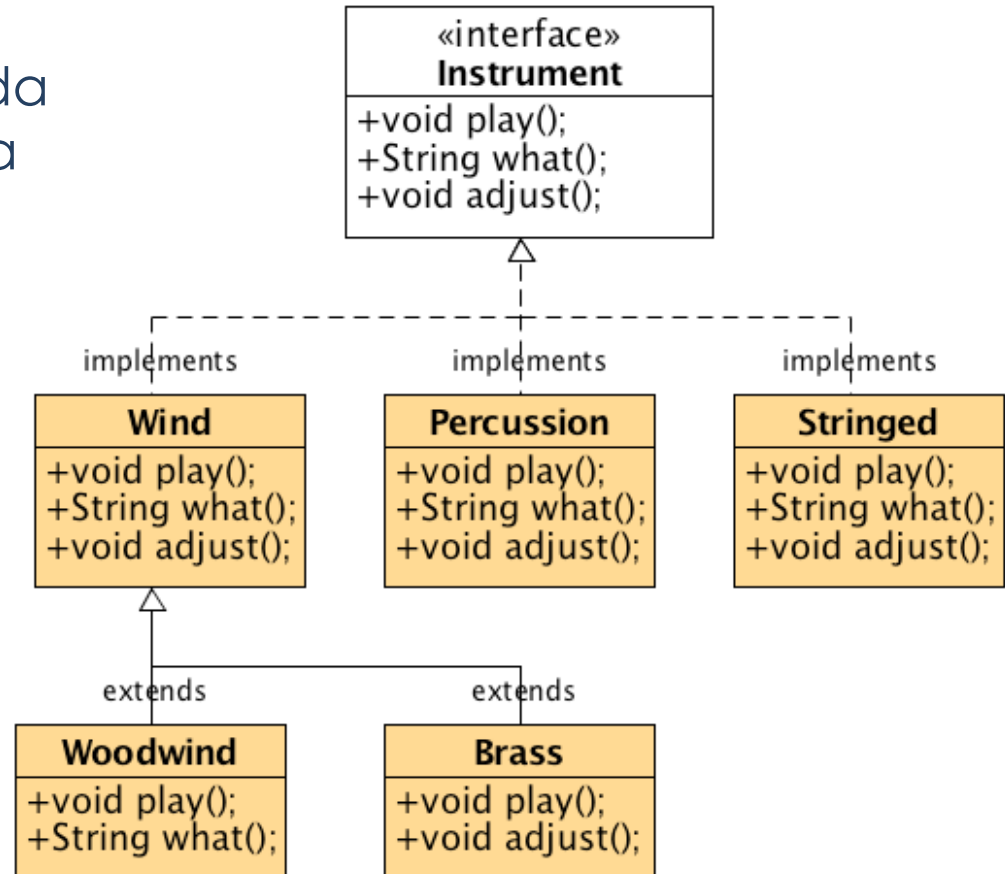 da
a
«interface»
Instrument
+void play();
+String what();
+void adjust();
implements
implements
implements
Wind
+void play();
+String what();
+void adjust();
Percussion
+void play();
+String what();
+void adjust();
Stringed
+void play();
+String what();
+void adjust();
extends
extends
Woodwind
+void play();
+String what();
Brass
+void play();
+void adjust();